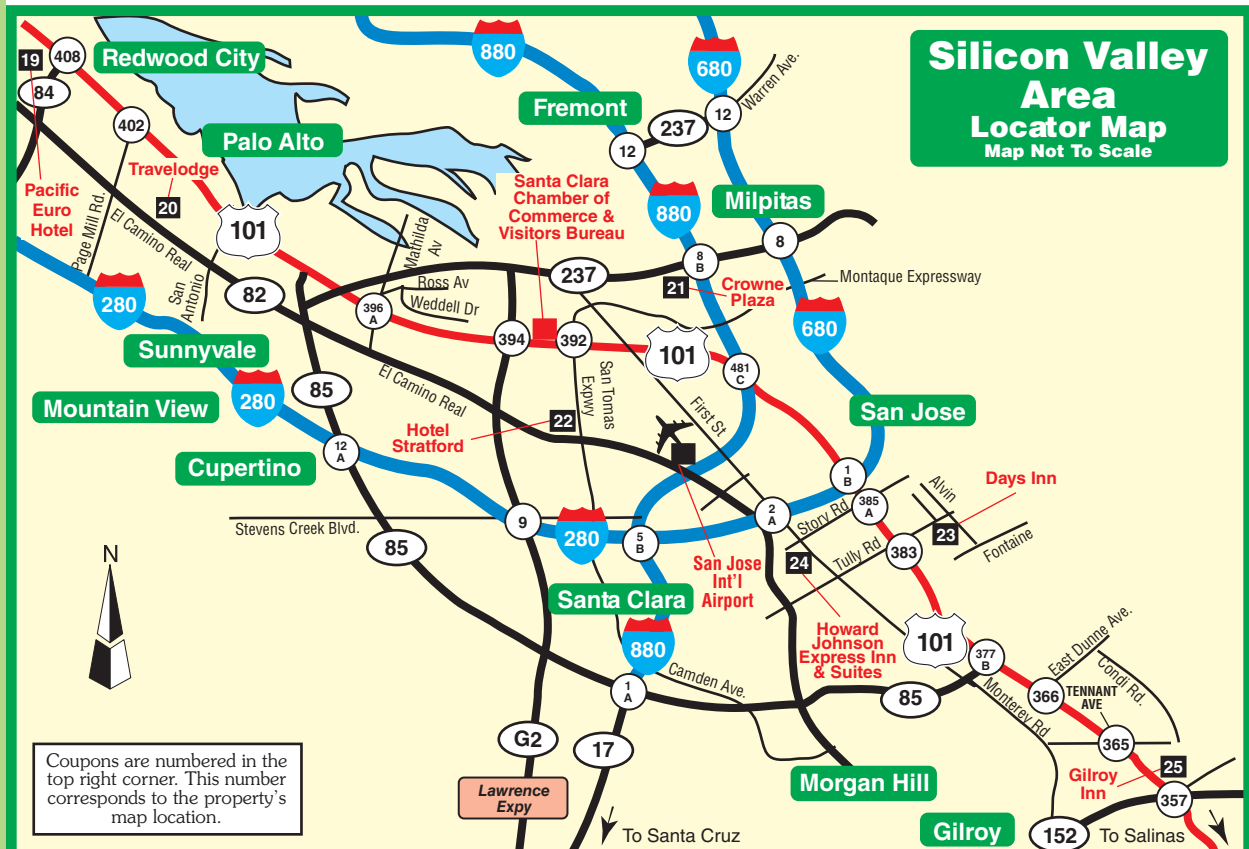 Silicon Valley
Area
Locator Map
Map Not To Scale
Redwood City
Palo Alto
Fremont
Milpitas
Sunnyvale
Mountain View
Cupertino
San Jose
Santa Clara
Morgan Hill
Gilroy
19
408
84
402
Pacific
Euro
Hotel
Travelodge
20
Page Mill Rd.
El Camino Real
San
Antonio
101
82
280
880
680
12
Warren Ave.
237
12
880
Santa Clara
Chamber of
Commerce &
Visitors Bureau
Mathilda
Av
Ross Av
Weddell Dr
396
A
237
8
B
8
21
Crowne
Plaza
Montaque Expressway
680
394
392
101
481
C
280
85
El Camino Real
San Tomas
Expwy
First St
22
Hotel
Stratford
12
A
1
B
385
A
Alvin
Days Inn
23
Fontaine
Story Rd
Tully Rd
383
Stevens Creek Blvd.
9
280
5
B
2
A
24
85
San Jose
Int'l
Airport
Howard
Johnson
Express Inn
& Suites
101
N
880
Camden Ave.
1
A
85
377
B
Monterey Rd
366
East Dunne Ave.
Condi Rd.
TENNANT
AVE
365
25
Gilroy
Inn
357
G2
17
Lawrence
Expy
To Santa Cruz
152
To Salinas
Coupons are numbered in the
top right corner. This number
corresponds to the property's
map location.